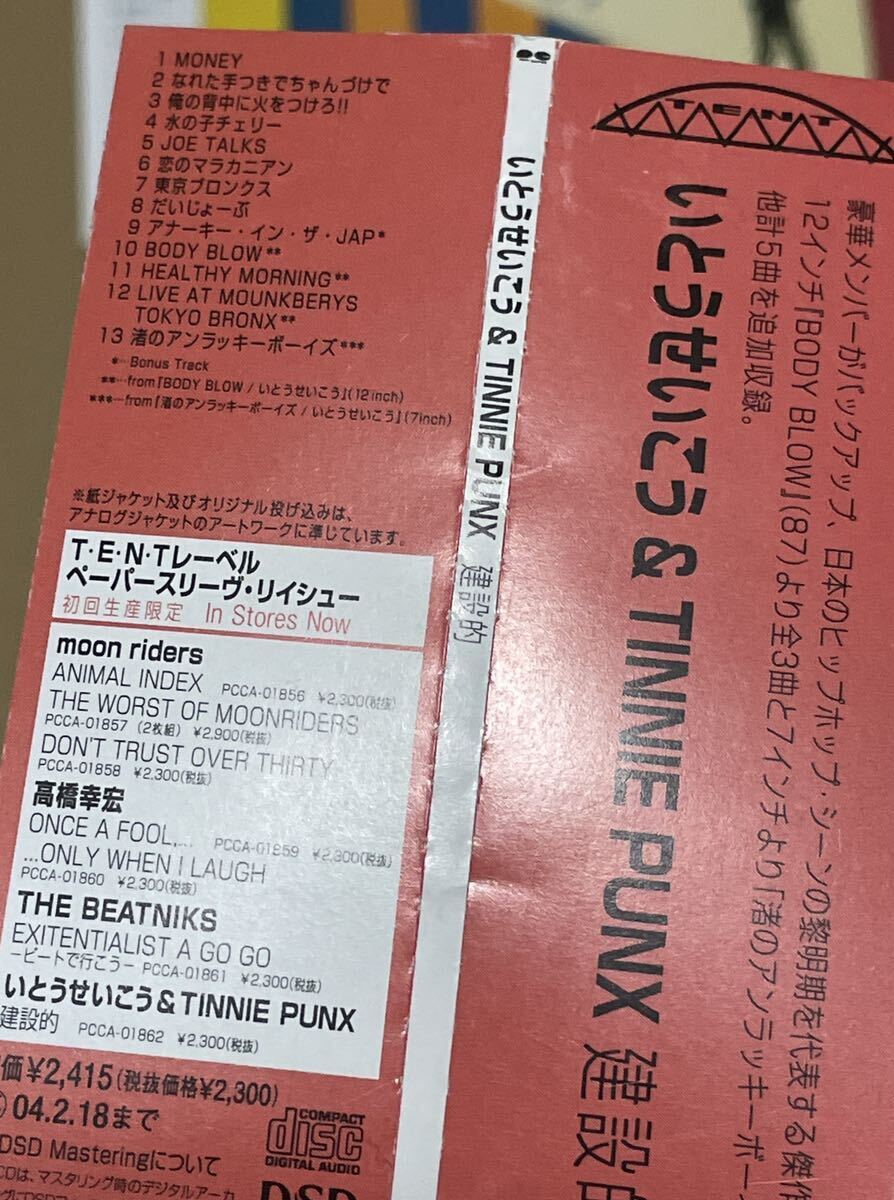 1 MONEY
2 なれた手つきでちゃんづけで
3 俺の背中に火をつけろ!!
4 水の子チェリー
5 JOE TALKS
6 恋のマラカニアン
7 東京ブロンクス
8 だいじょーぶ
9 アナーキー・イン・ザ・JAP*
10 BODY BLOW**
11 HEALTHY MORNING**
12 LIVE AT MOUNKBERYS
TOKYO BRONX**
13 渚のアンラッキーボーイズ***
*…Bonus Track
**…from『BODY BLOW / いとうせいこう』(12inch)
***…from『渚のアンラッキーボーイズ / いとうせいこう』(7inch)
※紙ジャケット及びオリジナル投げ込みは、
アナログジャケットのアートワークに準じています。
T・E・N・Tレーベル
ペーパースリーヴ・リイシュー
初回生産限定 In Stores Now
moon riders
ANIMAL INDEX PCCA-01856 ¥2,300(税抜)
THE WORST OF MOONRIDERS
PCCA-01857 (2枚組) ¥2,900(税抜)
DON'T TRUST OVER THIRTY
PCCA-01858 ¥2,300(税抜)
高橋幸宏
ONCE A FOOL,... PCCA-01859 ¥2,300(税抜)
...ONLY WHEN I LAUGH
PCCA-01860 ¥2,300(税抜)
THE BEATNIKS
EXITENTIALIST A GO GO
-ビートで行こう- PCCA-01861 ¥2,300(税抜)
いとうせいこう&TINNIE PUNX
建設的 PCCA-01862 ¥2,300(税抜)
価¥2,415(税抜価格¥2,300)
04.2.18まで
COMPACT
disc
DIGITAL AUDIO
DSD Masteringについて
CDは、マスタリング時のデジタルアーカ
DSD
いとうせいこう & TINNIE PUNX 建設的
TENT
いとうせいこう & TINNIE PUNX 建設的
豪華メンバーがバックアップ、日本のヒップホップ・シーンの黎明期を代表する傑作
12インチ『BODY BLOW』(87)より全3曲と7インチより「渚のアンラッキーボー
他計5曲を追加収録。